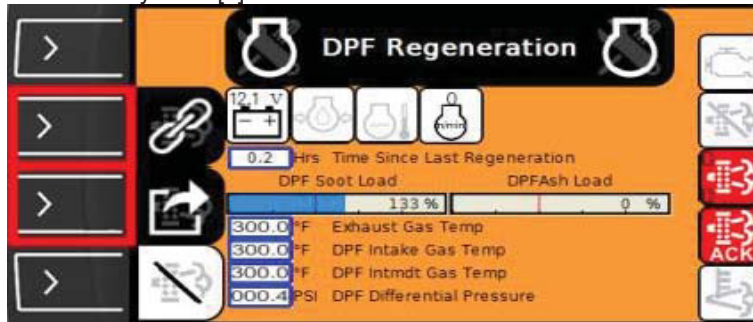 DPF Regeneration
12.1 V
0
n/min
0.2 Hrs Time Since Last Regeneration
DPF Soot Load DPFAsh Load
133 % 0 %
300.0 °F Exhaust Gas Temp
300.0 °F DPF Intake Gas Temp
300.0 °F DPF Intmdt Gas Temp
000.4 PSI DPF Differential Pressure
ACK